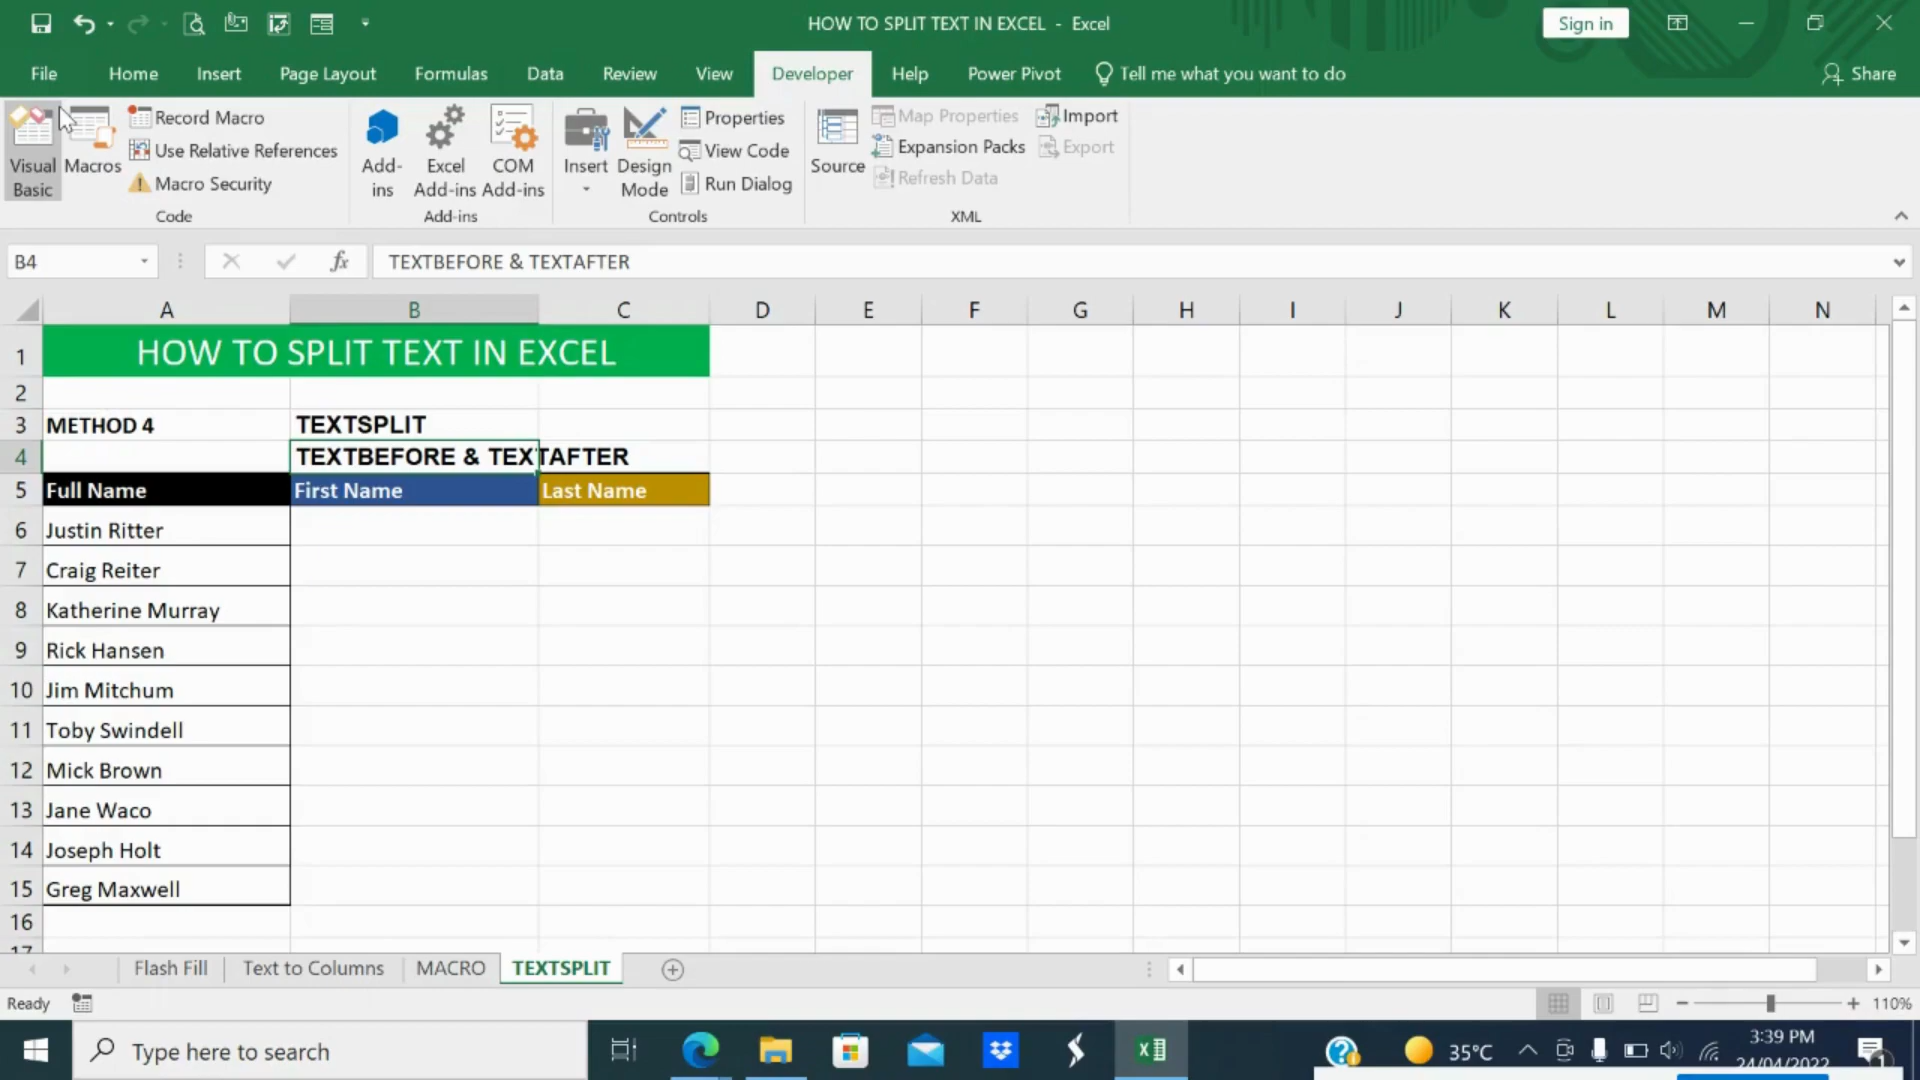 HOW TO SPLIT TEXT IN EXCEL - Excel
Sign in
File Home Insert Page Layout Formulas Data Review View Developer Help Power Pivot Tell me what you want to do Share
Visual Basic
Macros
Record Macro
Use Relative References
Macro Security
Code
Add-ins
Excel Add-ins
COM Add-ins
Add-ins
Insert
Design Mode
Properties
View Code
Run Dialog
Controls
Source
Map Properties
Expansion Packs
Refresh Data
Import
Export
XML
B4 fx TEXTBEFORE & TEXTAFTER
A B C D E F G H I J K L M N
1 HOW TO SPLIT TEXT IN EXCEL
2
3 METHOD 4 TEXTSPLIT
4 TEXTBEFORE & TEXTAFTER
5 Full Name First Name Last Name
6 Justin Ritter
7 Craig Reiter
8 Katherine Murray
9 Rick Hansen
10 Jim Mitchum
11 Toby Swindell
12 Mick Brown
13 Jane Waco
14 Joseph Holt
15 Greg Maxwell
16
17
Flash Fill Text to Columns MACRO TEXTSPLIT
Ready 110%
Type here to search
35°C
3:39 PM
24/04/2022
1